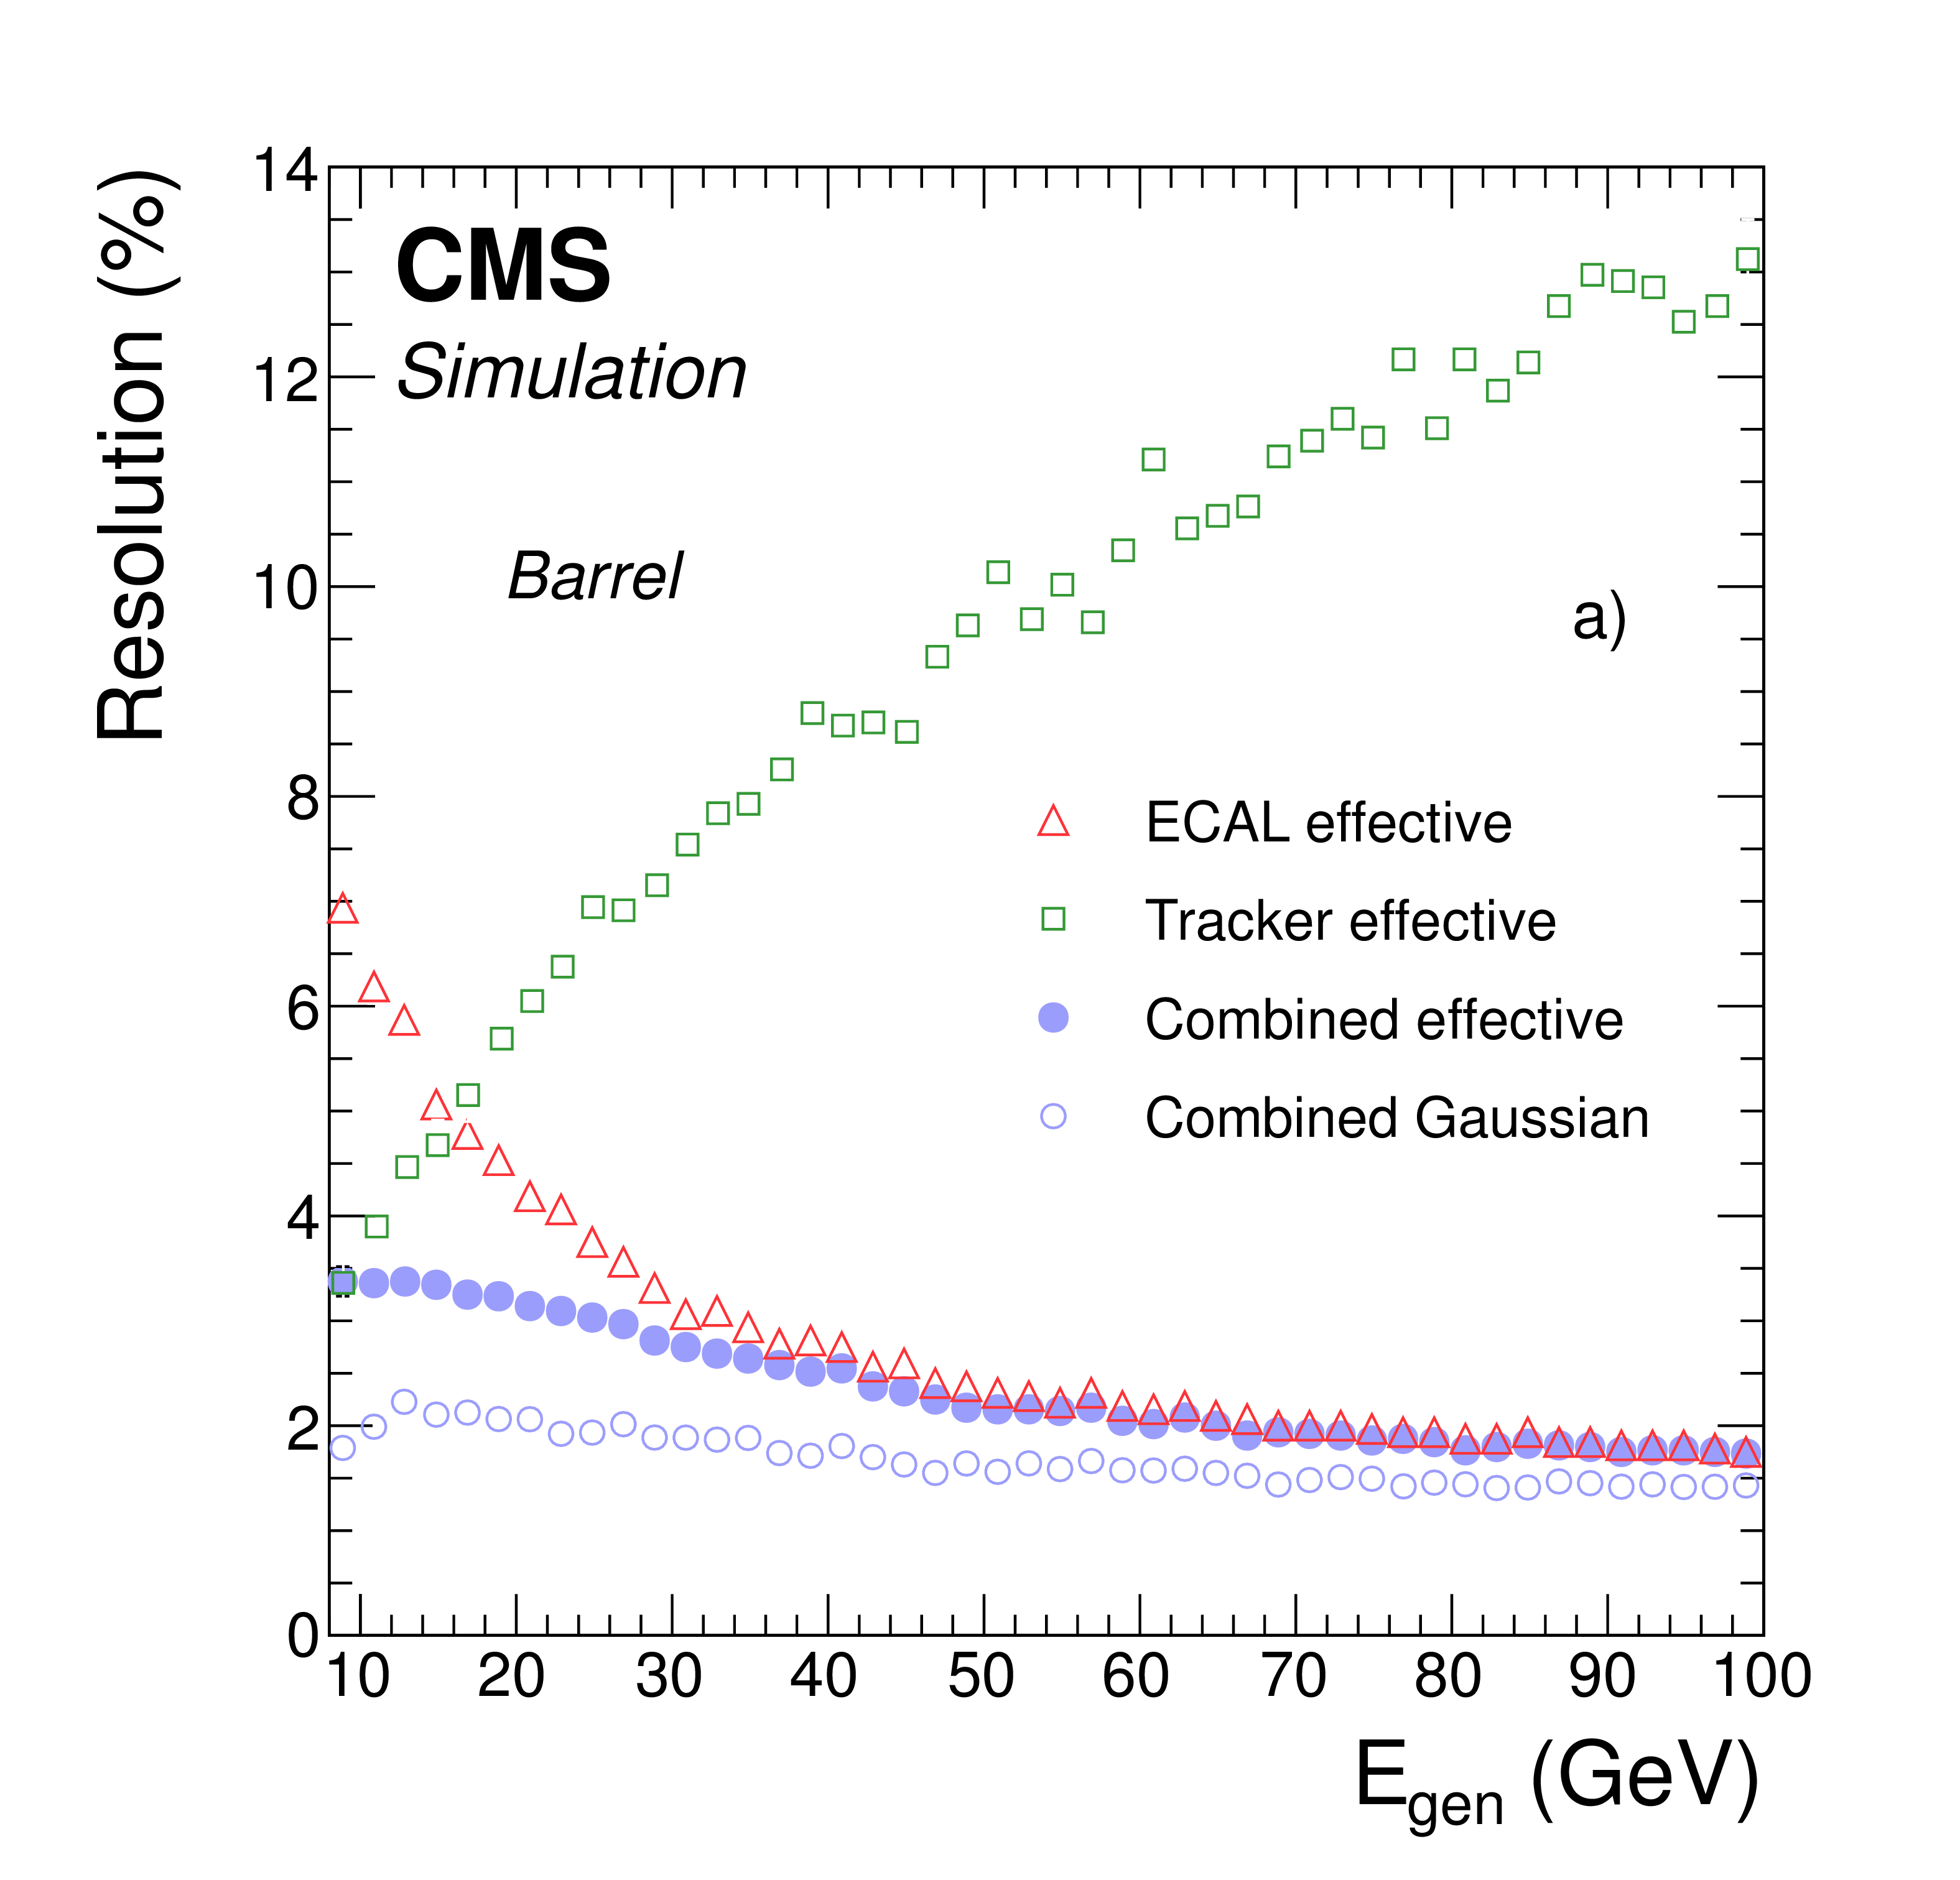 Resolution (%)
14
12
10
8
6
4
2
0
CMS
Simulation
Barrel
a)
ECAL effective
Tracker effective
Combined effective
Combined Gaussian
10 20 30 40 50 60 70 80 90 100
E_gen (GeV)